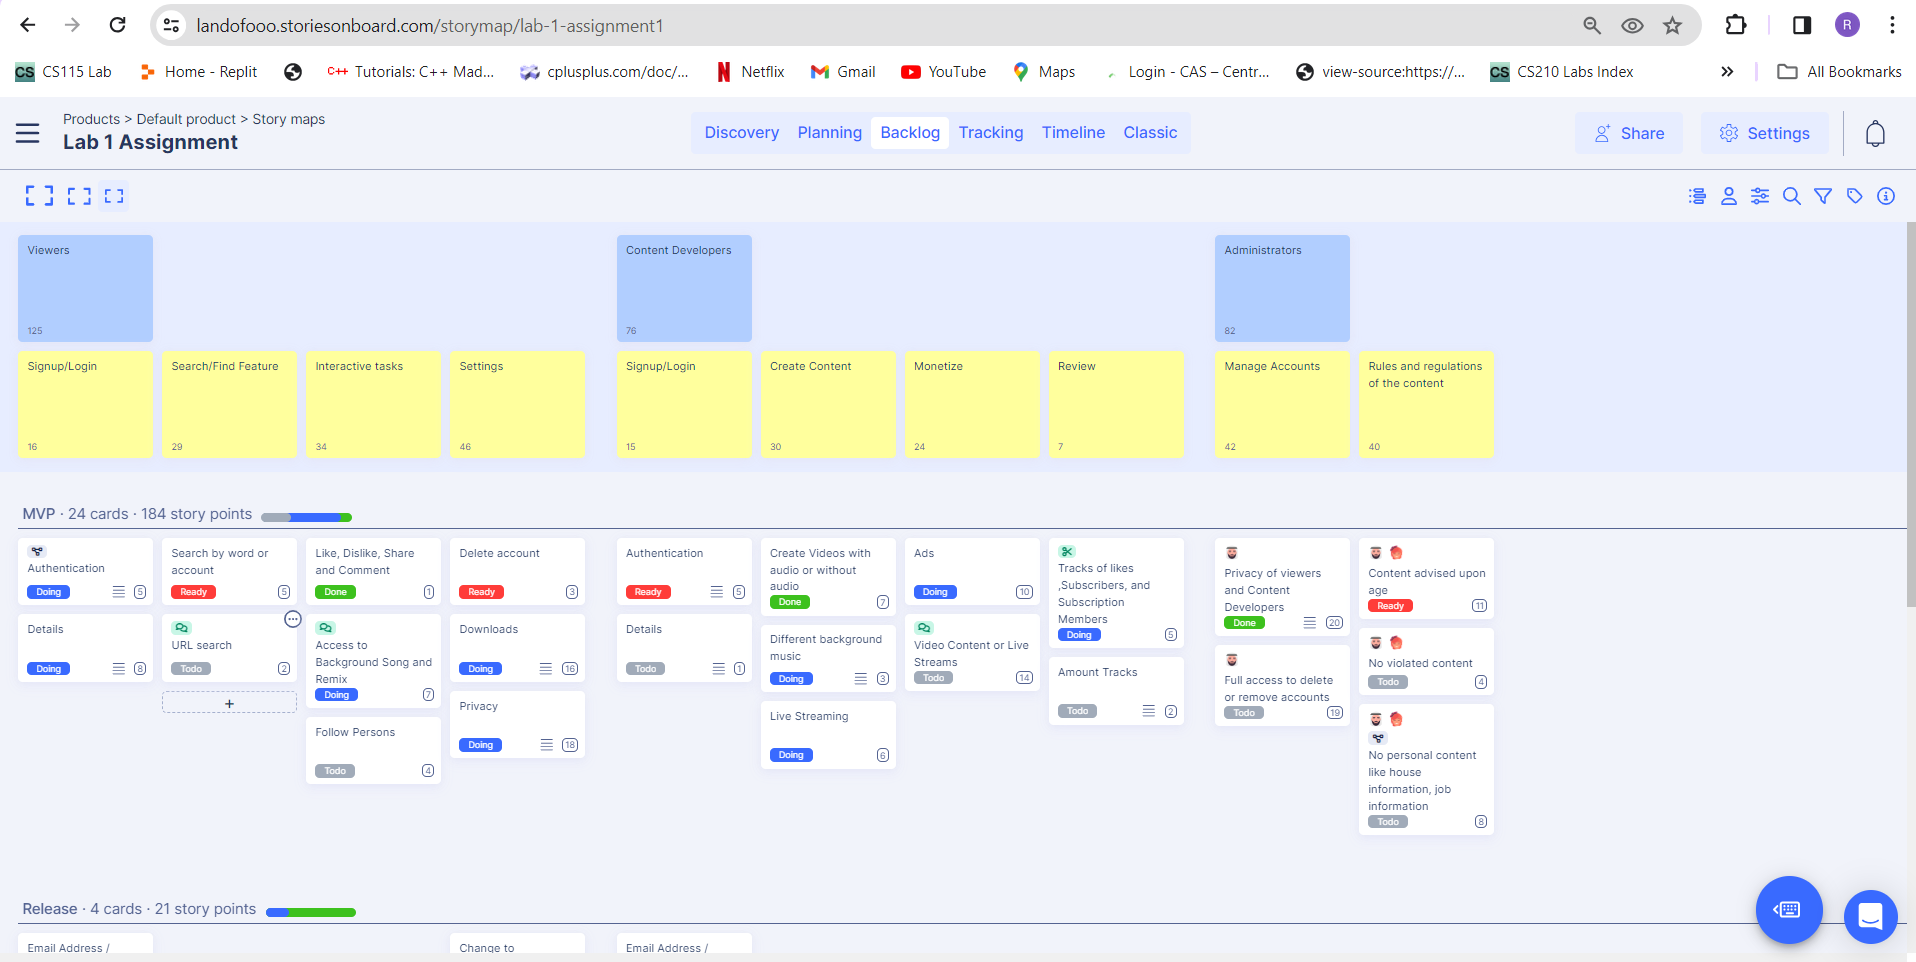 landofooo.storiesonboard.com/storymap/lab-1-assignment1
R
CS CS115 Lab
Home - Replit
C++ Tutorials: C++ Mad...
cplusplus.com/doc/...
Netflix
Gmail
YouTube
Maps
Login - CAS – Centr...
view-source:https://...
CS CS210 Labs Index
All Bookmarks
Products > Default product > Story maps
Lab 1 Assignment
Discovery Planning Backlog Tracking Timeline Classic
Share
Settings
Viewers
125
Content Developers
76
Administrators
82
Signup/Login
16
Search/Find Feature
29
Interactive tasks
34
Settings
46
Signup/Login
15
Create Content
30
Monetize
24
Review
7
Manage Accounts
42
Rules and regulations
of the content
40
MVP · 24 cards · 184 story points
Authentication
Doing 5
Details
Doing 8
Search by word or
account
Ready 5
URL search
Todo 2
+
Like, Dislike, Share
and Comment
Done 1
Access to
Background Song and
Remix
Doing 7
Follow Persons
Todo 4
Delete account
Ready 3
Downloads
Doing 16
Privacy
Doing 18
Authentication
Ready 5
Details
Todo 1
Create Videos with
audio or without
audio
Done 7
Different background
music
Doing 3
Live Streaming
Doing 6
Ads
Doing 10
Video Content or Live
Streams
Todo 14
Tracks of likes
,Subscribers, and
Subscription
Members
Doing 5
Amount Tracks
Todo 2
Privacy of viewers
and Content
Developers
Done 20
Full access to delete
or remove accounts
Todo 19
Content advised upon
age
Ready 11
No violated content
Todo 4
No personal content
like house
information, job
information
Todo 8
Release · 4 cards · 21 story points
Email Address /
Change to
Email Address /